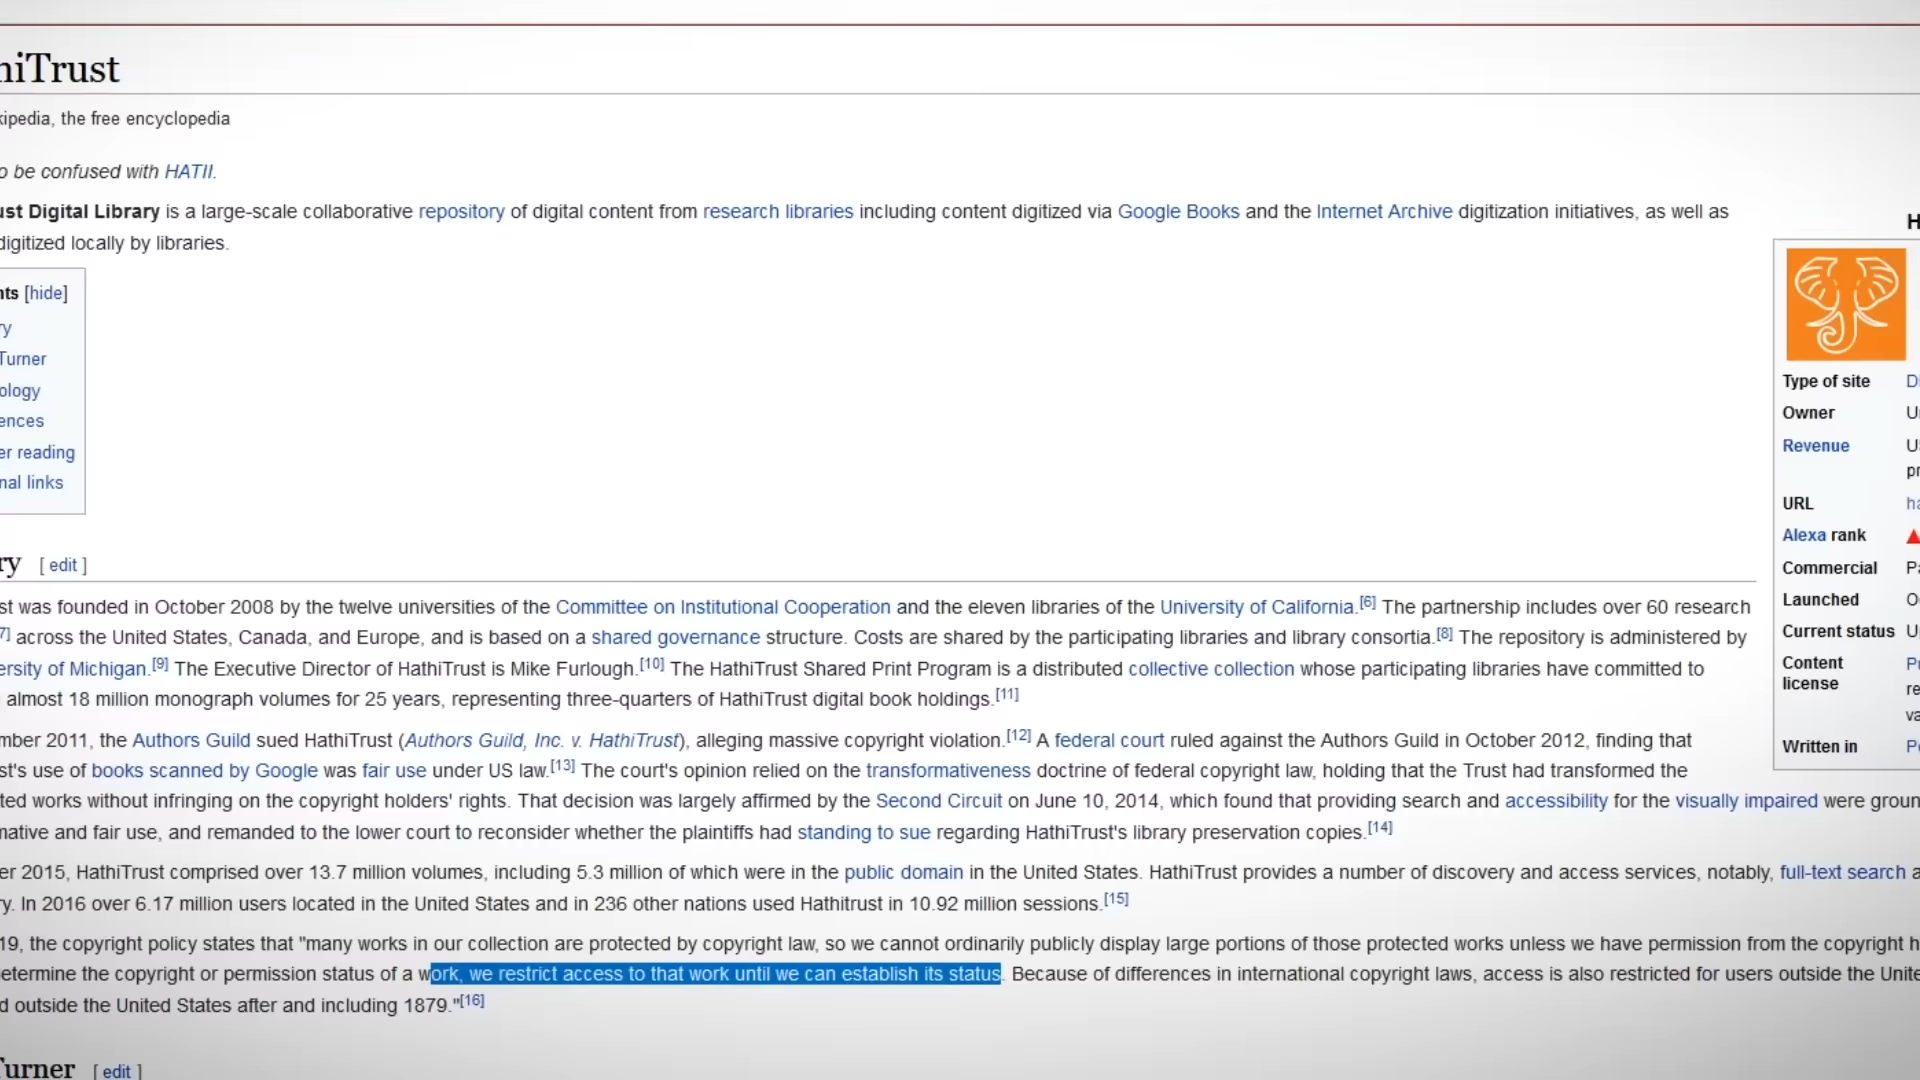 hiTrust
kipedia, the free encyclopedia
o be confused with HATII.
ust Digital Library is a large-scale collaborative repository of digital content from research libraries including content digitized via Google Books and the Internet Archive digitization initiatives, as well as
digitized locally by libraries.
H
nts [hide]
ry
Turner
ology
ences
er reading
nal links
Type of site
Owner
Revenue
URL
Alexa rank
Commercial
Launched
Current status
Content
license
Written in
ry [ edit ]
st was founded in October 2008 by the twelve universities of the Committee on Institutional Cooperation and the eleven libraries of the University of California.[6] The partnership includes over 60 research
7] across the United States, Canada, and Europe, and is based on a shared governance structure. Costs are shared by the participating libraries and library consortia.[8] The repository is administered by
ersity of Michigan.[9] The Executive Director of HathiTrust is Mike Furlough.[10] The HathiTrust Shared Print Program is a distributed collective collection whose participating libraries have committed to
almost 18 million monograph volumes for 25 years, representing three-quarters of HathiTrust digital book holdings.[11]
mber 2011, the Authors Guild sued HathiTrust (Authors Guild, Inc. v. HathiTrust), alleging massive copyright violation.[12] A federal court ruled against the Authors Guild in October 2012, finding that
st's use of books scanned by Google was fair use under US law.[13] The court's opinion relied on the transformativeness doctrine of federal copyright law, holding that the Trust had transformed the
ted works without infringing on the copyright holders' rights. That decision was largely affirmed by the Second Circuit on June 10, 2014, which found that providing search and accessibility for the visually impaired were groun
mative and fair use, and remanded to the lower court to reconsider whether the plaintiffs had standing to sue regarding HathiTrust's library preservation copies.[14]
er 2015, HathiTrust comprised over 13.7 million volumes, including 5.3 million of which were in the public domain in the United States. HathiTrust provides a number of discovery and access services, notably, full-text search a
ry. In 2016 over 6.17 million users located in the United States and in 236 other nations used Hathitrust in 10.92 million sessions.[15]
19, the copyright policy states that "many works in our collection are protected by copyright law, so we cannot ordinarily publicly display large portions of those protected works unless we have permission from the copyright h
etermine the copyright or permission status of a work, we restrict access to that work until we can establish its status. Because of differences in international copyright laws, access is also restricted for users outside the Unite
d outside the United States after and including 1879."[16]
Turner [ edit ]